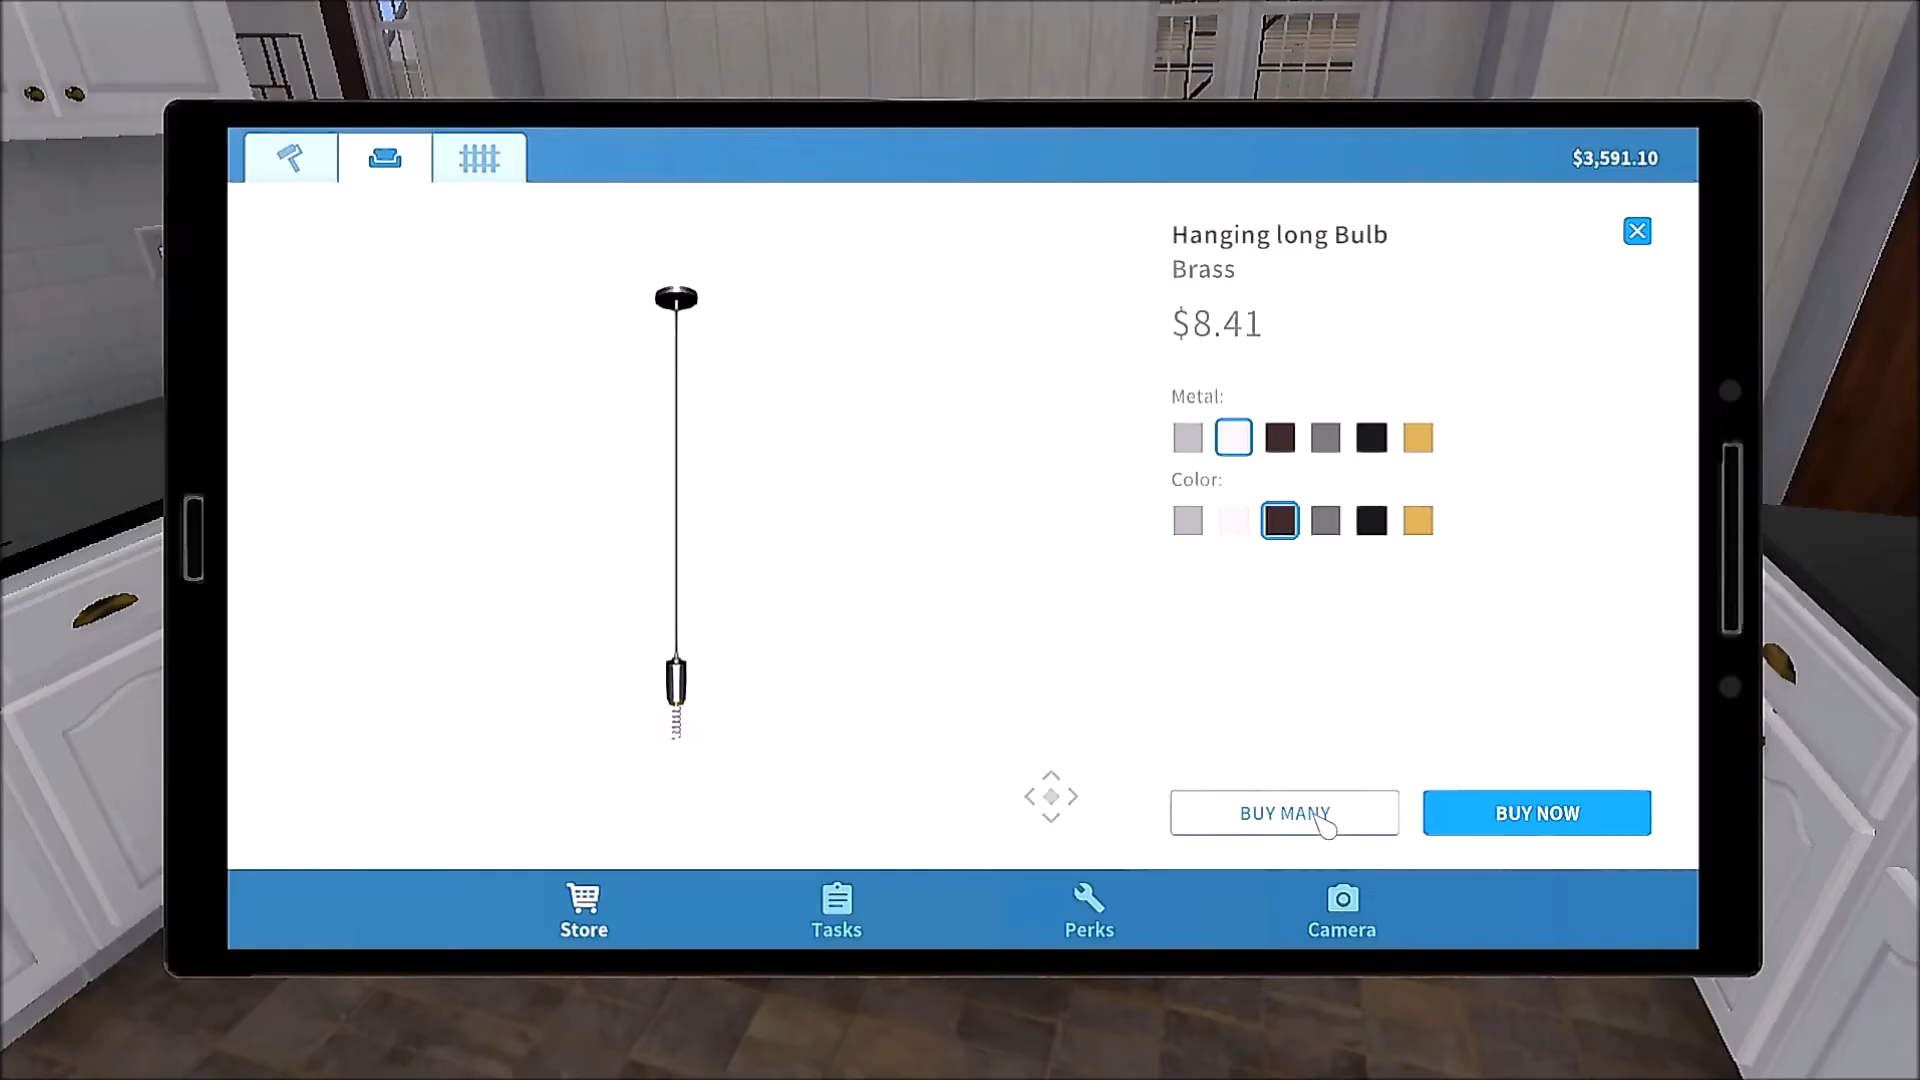 $3,591.10
Hanging long Bulb
Brass
$8.41
Metal:
Color:
BUY MANY
BUY NOW
Store
Tasks
Perks
Camera